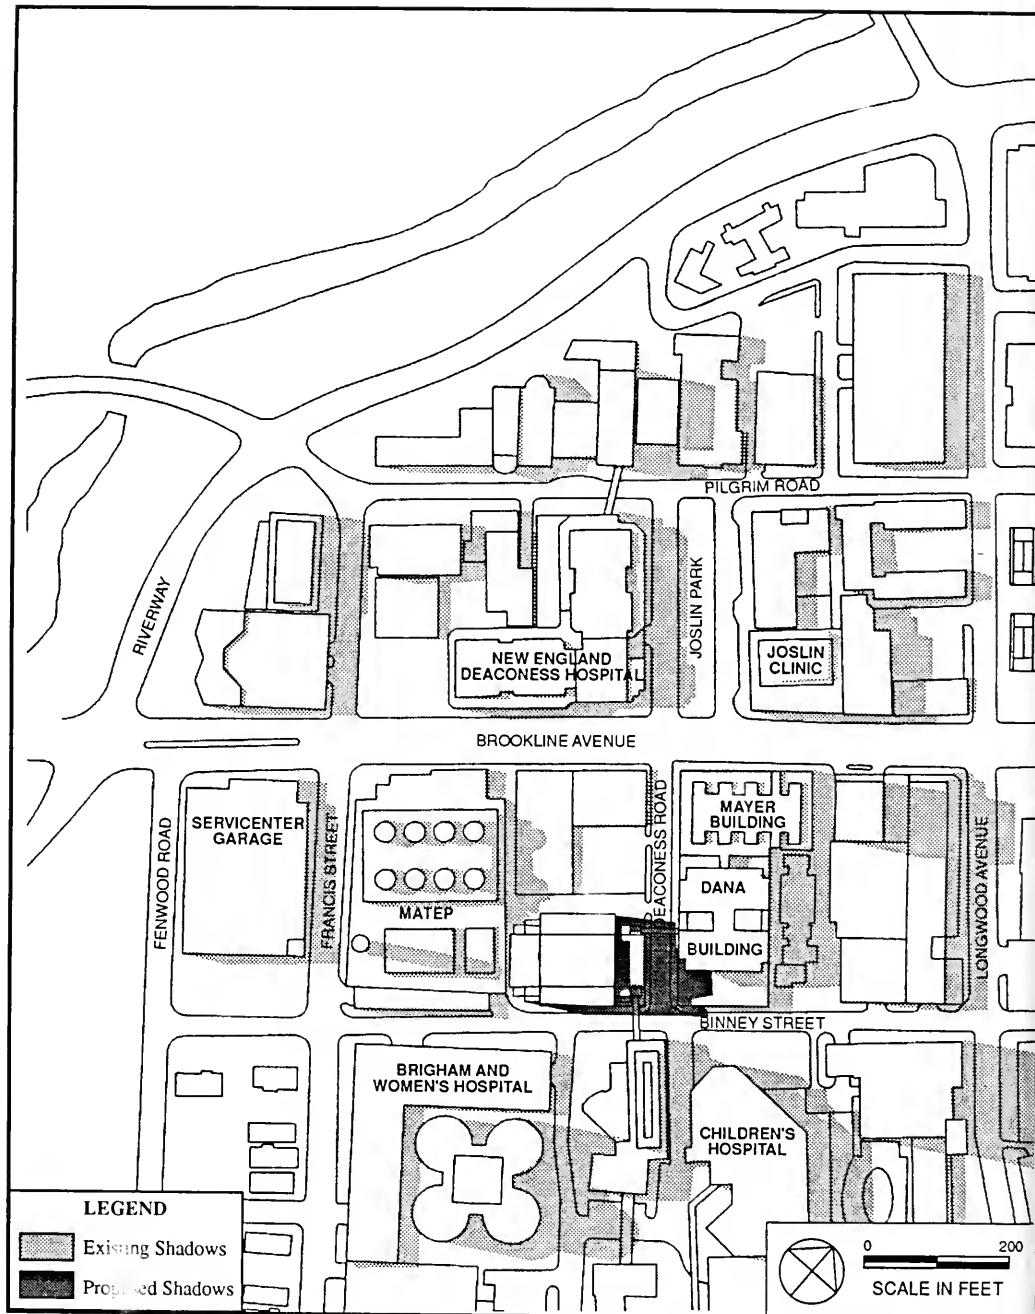 PILGRIM ROAD
RIVERWAY
JOSLIN PARK
NEW ENGLAND
DEACONESS HOSPITAL
JOSLIN
CLINIC
BROOKLINE AVENUE
FENWOOD ROAD
SERVICENTER
GARAGE
FRANCIS STREET
MATEP
DEACONESS ROAD
MAYER
BUILDING
DANA
BUILDING
LONGWOOD AVENUE
BINNEY STREET
BRIGHAM AND
WOMEN'S HOSPITAL
CHILDREN'S
HOSPITAL
LEGEND
Existing Shadows
Proposed Shadows
0 200
SCALE IN FEET